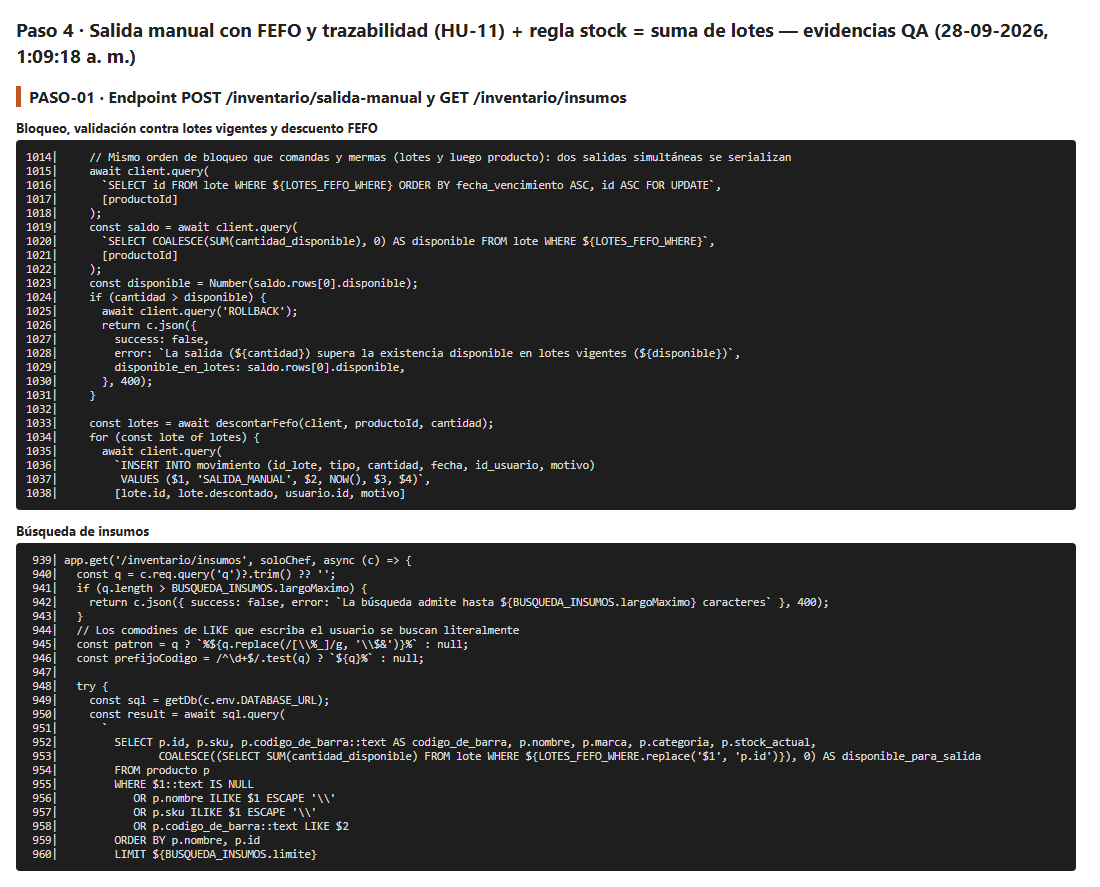 Paso 4 · Salida manual con FEFO y trazabilidad (HU-11) + regla stock = suma de lotes — evidencias QA (28-09-2026,
1:09:18 a. m.)
PASO-01 · Endpoint POST /inventario/salida-manual y GET /inventario/insumos
Bloqueo, validación contra lotes vigentes y descuento FEFO
1014|     // Mismo orden de bloqueo que comandas y mermas (lotes y luego producto): dos salidas simultáneas se serializan
1015|     await client.query(
1016|       `SELECT id FROM lote WHERE ${LOTES_FEFO_WHERE} ORDER BY fecha_vencimiento ASC, id ASC FOR UPDATE`,
1017|       [productoId]
1018|     );
1019|     const saldo = await client.query(
1020|       `SELECT COALESCE(SUM(cantidad_disponible), 0) AS disponible FROM lote WHERE ${LOTES_FEFO_WHERE}`,
1021|       [productoId]
1022|     );
1023|     const disponible = Number(saldo.rows[0].disponible);
1024|     if (cantidad > disponible) {
1025|       await client.query('ROLLBACK');
1026|       return c.json({
1027|         success: false,
1028|         error: `La salida (${cantidad}) supera la existencia disponible en lotes vigentes (${disponible})`,
1029|         disponible_en_lotes: saldo.rows[0].disponible,
1030|       }, 400);
1031|     }
1032|
1033|     const lotes = await descontarFefo(client, productoId, cantidad);
1034|     for (const lote of lotes) {
1035|       await client.query(
1036|         `INSERT INTO movimiento (id_lote, tipo, cantidad, fecha, id_usuario, motivo)
1037|          VALUES ($1, 'SALIDA_MANUAL', $2, NOW(), $3, $4)`,
1038|         [lote.id, lote.descontado, usuario.id, motivo]
Búsqueda de insumos
939| app.get('/inventario/insumos', soloChef, async (c) => {
940|   const q = c.req.query('q')?.trim() ?? '';
941|   if (q.length > BUSQUEDA_INSUMOS.largoMaximo) {
942|     return c.json({ success: false, error: `La búsqueda admite hasta ${BUSQUEDA_INSUMOS.largoMaximo} caracteres` }, 400);
943|   }
944|   // Los comodines de LIKE que escriba el usuario se buscan literalmente
945|   const patron = q ? `%${q.replace(/[\\%_]/g, '\\$&')}%` : null;
946|   const prefijoCodigo = /^\d+$/.test(q) ? `${q}%` : null;
947|
948|   try {
949|     const sql = getDb(c.env.DATABASE_URL);
950|     const result = await sql.query(
951|       `
952|         SELECT p.id, p.sku, p.codigo_de_barra::text AS codigo_de_barra, p.nombre, p.marca, p.categoria, p.stock_actual,
953|                COALESCE((SELECT SUM(cantidad_disponible) FROM lote WHERE ${LOTES_FEFO_WHERE.replace('$1', 'p.id')}), 0) AS disponible_para_salida
954|         FROM producto p
955|         WHERE $1::text IS NULL
956|            OR p.nombre ILIKE $1 ESCAPE '\\'
957|            OR p.sku ILIKE $1 ESCAPE '\\'
958|            OR p.codigo_de_barra::text LIKE $2
959|         ORDER BY p.nombre, p.id
960|         LIMIT ${BUSQUEDA_INSUMOS.limite}